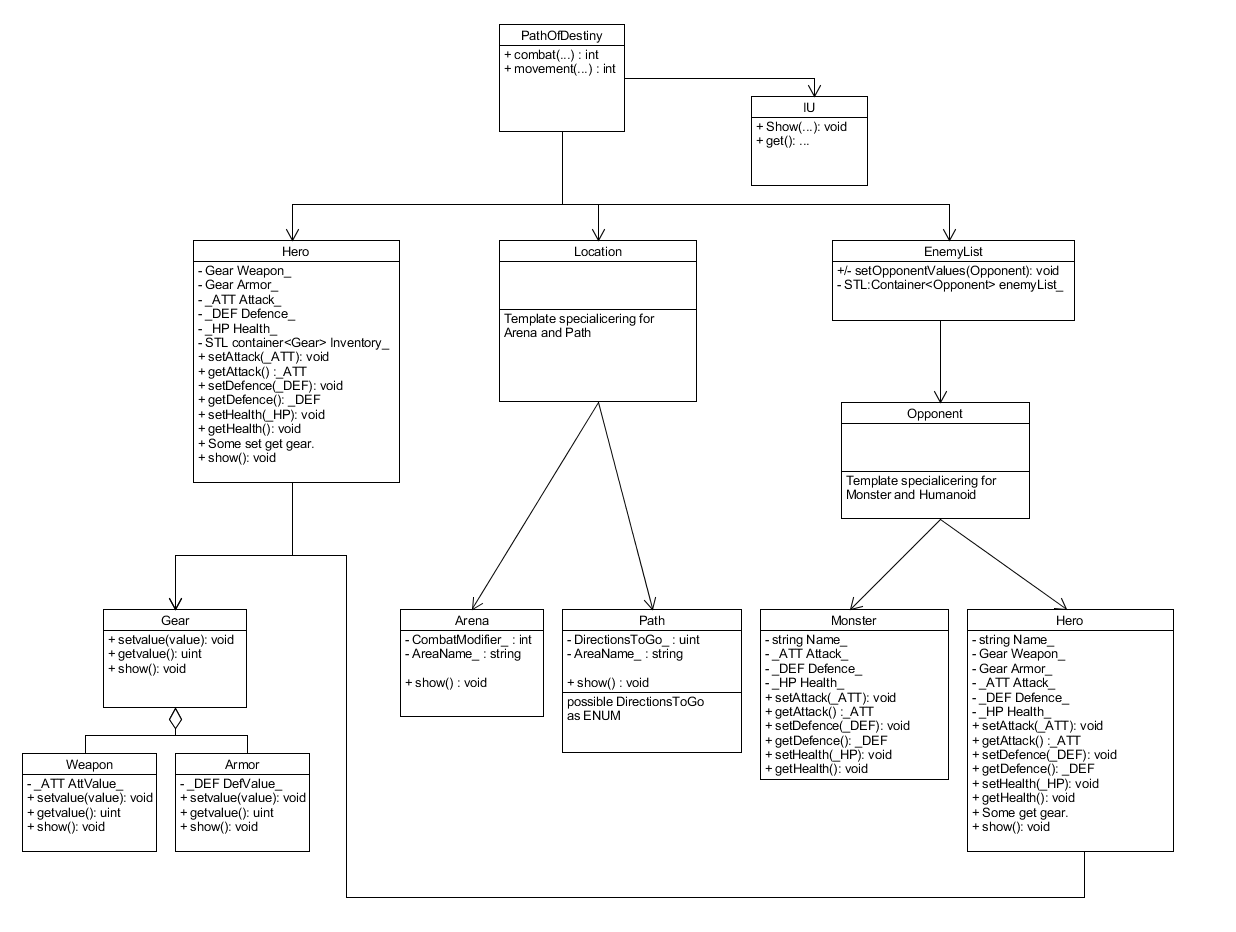 PathOfDestiny
+ combat(...) : int
+ movement(...) : int
IU
+ Show(...): void
+ get(): ...
Hero
- Gear Weapon_
- Gear Armor_
- _ATT Attack_
- _DEF Defence_
- _HP Health_
- STL container<Gear> Inventory_
+ setAttack(_ATT): void
+ getAttack() :_ATT
+ setDefence(_DEF): void
+ getDefence(): _DEF
+ setHealth(_HP): void
+ getHealth(): void
+ Some set get gear.
+ show(): void
Location
Template specialicering for
Arena and Path
EnemyList
+/- setOpponentValues(Opponent): void
- STL:Container<Opponent> enemyList_
Opponent
Template specialicering for
Monster and Humanoid
Gear
+ setvalue(value): void
+ getvalue(): uint
+ show(): void
Weapon
- _ATT AttValue_
+ setvalue(value): void
+ getvalue(): uint
+ show(): void
Armor
- _DEF DefValue_
+ setvalue(value): void
+ getvalue(): uint
+ show(): void
Arena
- CombatModifier_ : int
- AreaName_ : string
+ show() : void
Path
- DirectionsToGo_ : uint
- AreaName_ : string
+ show() : void
possible DirectionsToGo
as ENUM
Monster
- string Name_
- _ATT Attack_
- _DEF Defence_
- _HP Health_
+ setAttack(_ATT): void
+ getAttack() :_ATT
+ setDefence(_DEF): void
+ getDefence(): _DEF
+ setHealth(_HP): void
+ getHealth(): void
Hero
- string Name_
- Gear Weapon_
- Gear Armor_
- _ATT Attack_
- _DEF Defence_
- _HP Health_
+ setAttack(_ATT): void
+ getAttack() :_ATT
+ setDefence(_DEF): void
+ getDefence(): _DEF
+ setHealth(_HP): void
+ getHealth(): void
+ Some get gear.
+ show(): void